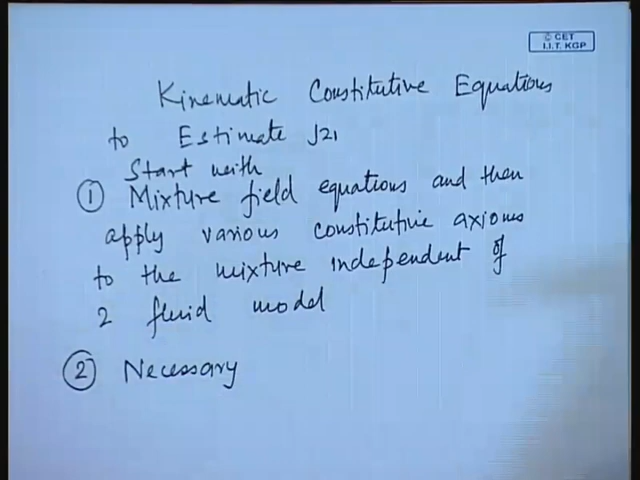 © CET
I.I.T. KGP
Kinematic Constitutive Equations
to Estimate J21
Start with
① Mixture field equations and then
apply various constitutive axioms
to the mixture independent of
2 fluid model
② Necessary